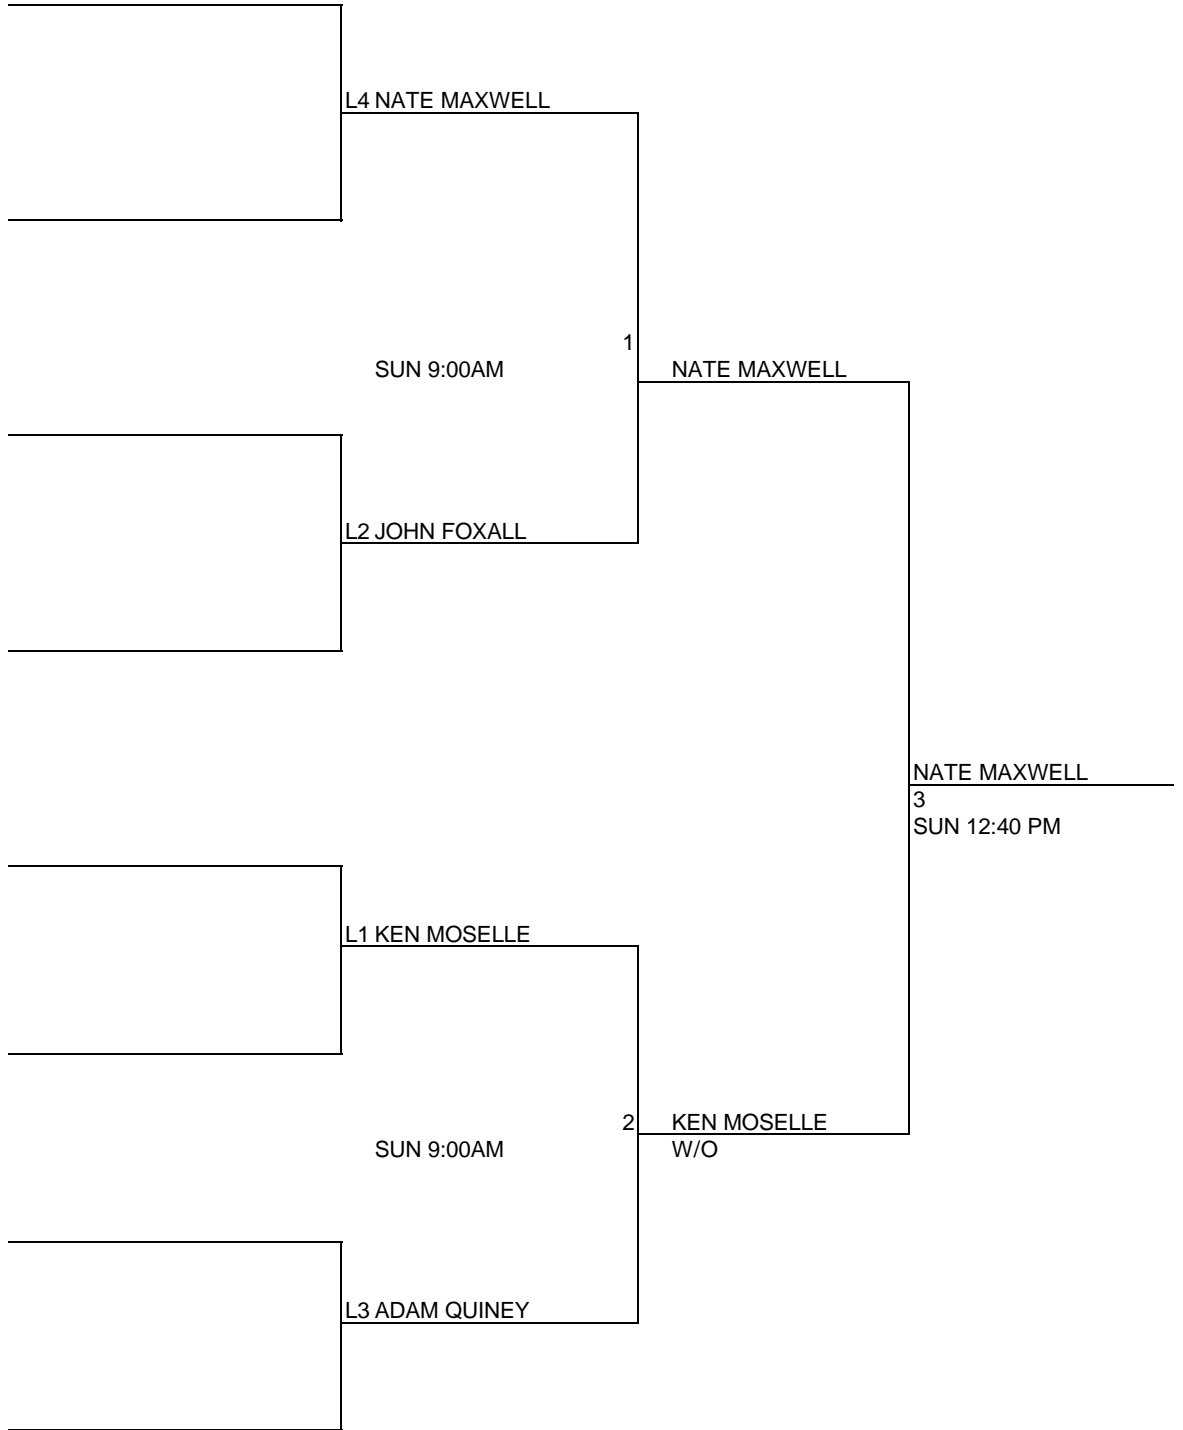 L4 NATE MAXWELL
1
SUN 9:00AM
NATE MAXWELL
L2 JOHN FOXALL
NATE MAXWELL
3
SUN 12:40 PM
L1 KEN MOSELLE
2
KEN MOSELLE
SUN 9:00AM
W/O
L3 ADAM QUINEY